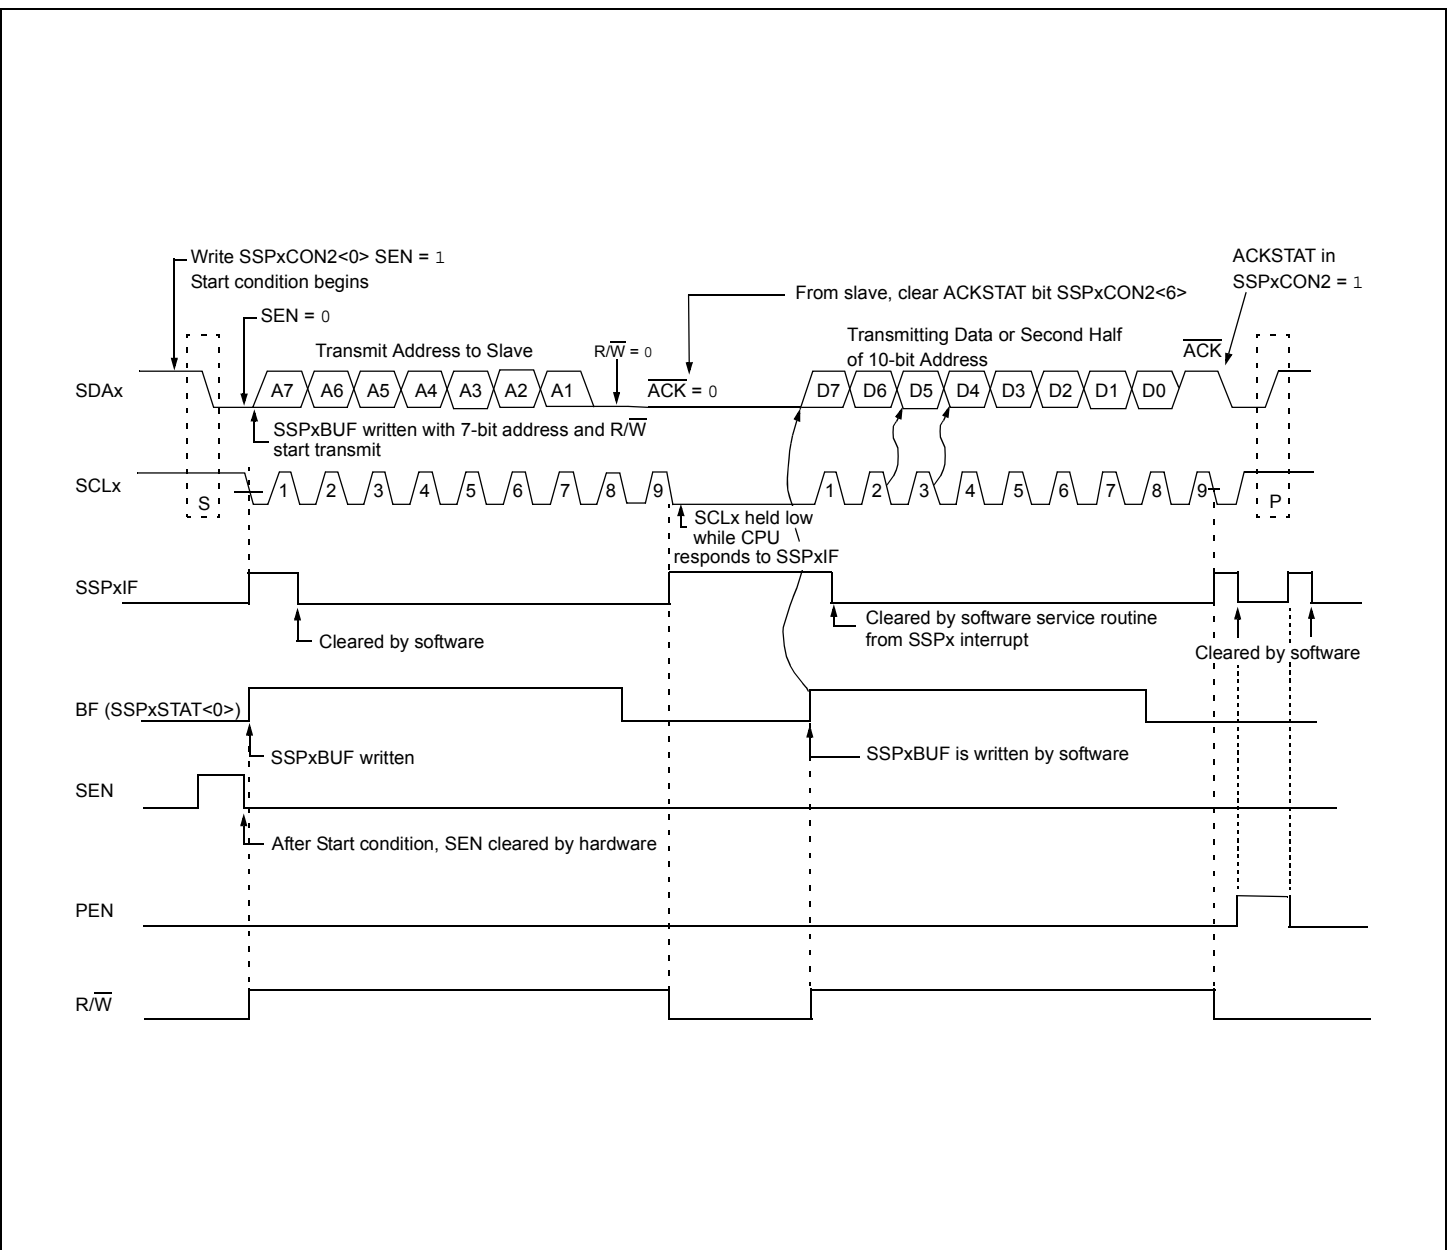 Write SSPxCON2<0> SEN = 1
Start condition begins
ACKSTAT in
SSPxCON2 = 1
From slave, clear ACKSTAT bit SSPxCON2<6>
SEN = 0
Transmit Address to Slave
R/W̅ = 0
Transmitting Data or Second Half
of 10-bit Address
A̅C̅K̅
SDAx
A7 A6 A5 A4 A3 A2 A1
A̅C̅K̅ = 0
D7 D6 D5 D4 D3 D2 D1 D0
SSPxBUF written with 7-bit address and R/W̅
start transmit
SCLx
S
1 2 3 4 5 6 7 8 9
1 2 3 4 5 6 7 8 9
P
SCLx held low
while CPU
responds to SSPxIF
SSPxIF
Cleared by software
Cleared by software service routine
from SSPx interrupt
Cleared by software
BF (SSPxSTAT<0>)
SSPxBUF written
SSPxBUF is written by software
SEN
After Start condition, SEN cleared by hardware
PEN
R/W̅